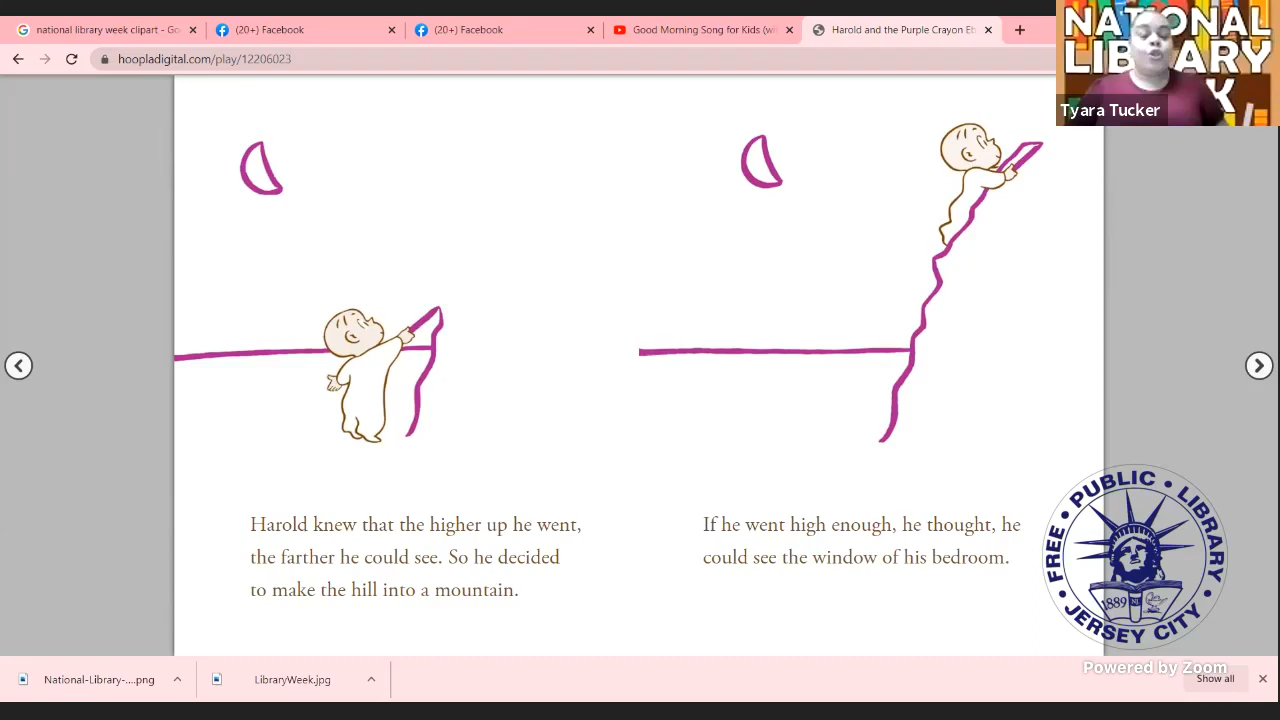 national library week clipart - Go
(20+) Facebook
(20+) Facebook
Good Morning Song for Kids (wi
Harold and the Purple Crayon Eb
hoopladigital.com/play/12206023
NATIONAL
LIBRARY
Tyara Tucker
Harold knew that the higher up he went,
the farther he could see. So he decided
to make the hill into a mountain.
If he went high enough, he thought, he
could see the window of his bedroom.
FREE • PUBLIC • LIBRARY
1889
JERSEY CITY
Powered by Zoom
National-Library-....png
LibraryWeek.jpg
Show all